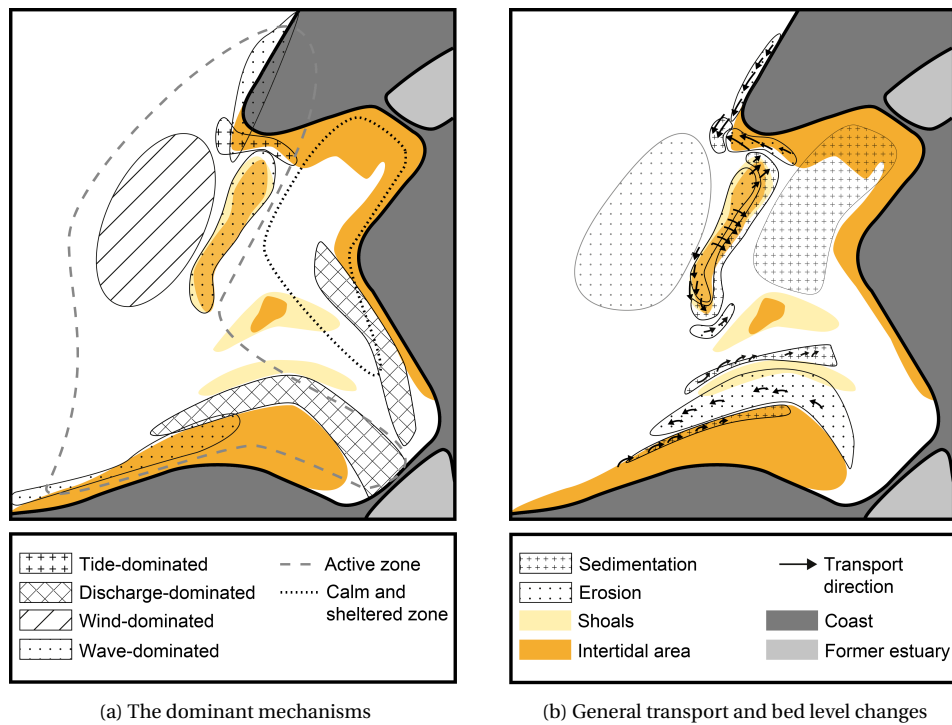 Tide-dominated
Discharge-dominated
Wind-dominated
Wave-dominated
Active zone
Calm and
sheltered zone
(a) The dominant mechanisms
Sedimentation
Erosion
Shoals
Intertidal area
Transport
direction
Coast
Former estuary
(b) General transport and bed level changes